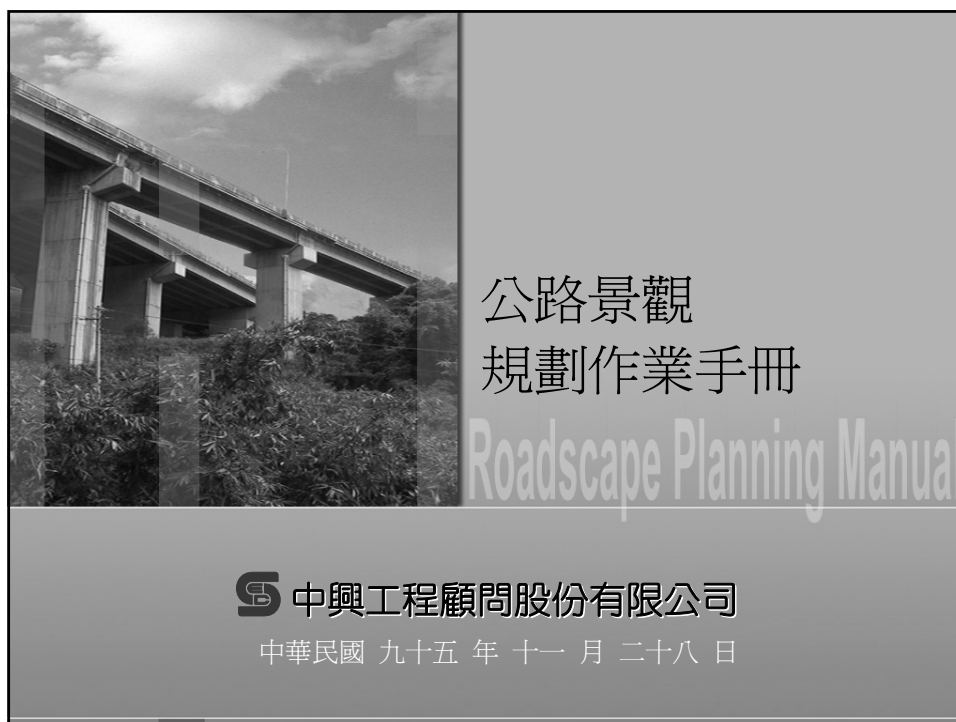 公路景觀
規劃作業手冊
Roadscape Planning Manua
中興工程顧問股份有限公司
中華民國 九十五 年 十一 月 二十八 日